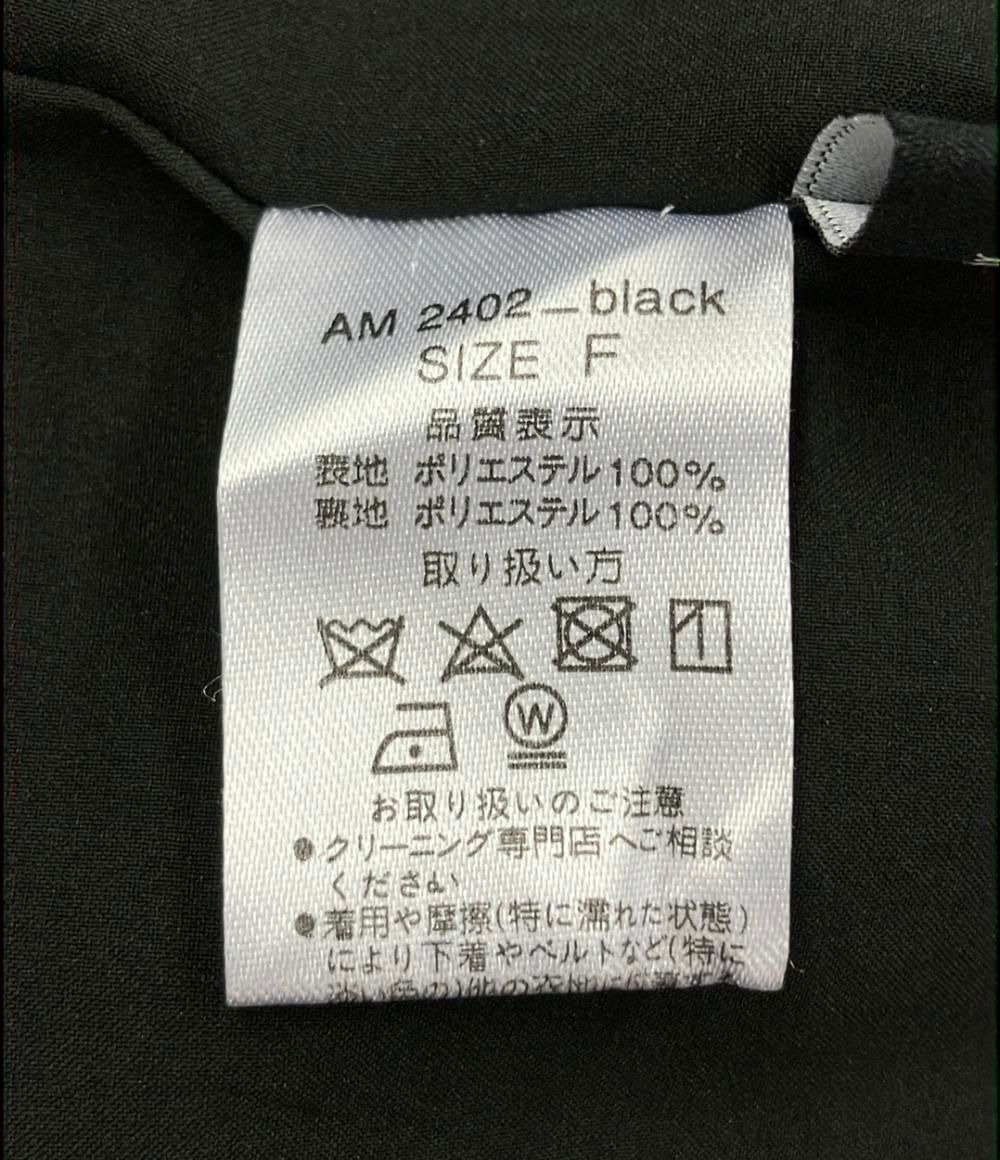 AM 2402_black
SIZE F
品質表示
表地 ポリエステル100%
裏地 ポリエステル100%
取り扱い方
W
お取り扱いのご注意
●クリーニング専門店へご相談
ください
●着用や摩擦(特に濡れた状態)
により下着やベルトなど(特に